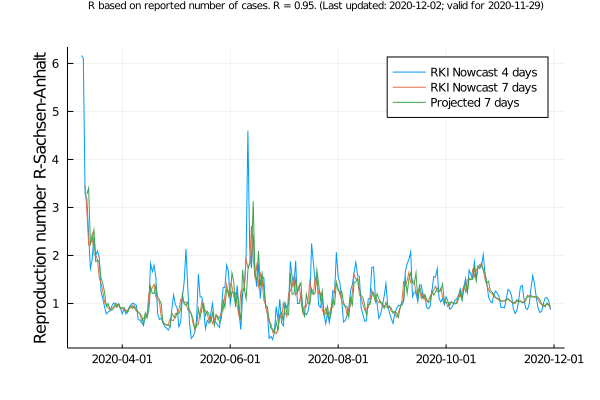 R based on reported number of cases. R = 0.95. (Last updated: 2020-12-02; valid for 2020-11-29)
Reproduction number R-Sachsen-Anhalt
6
5
4
3
2
1
RKI Nowcast 4 days
RKI Nowcast 7 days
Projected 7 days
2020-04-01
2020-06-01
2020-08-01
2020-10-01
2020-12-01